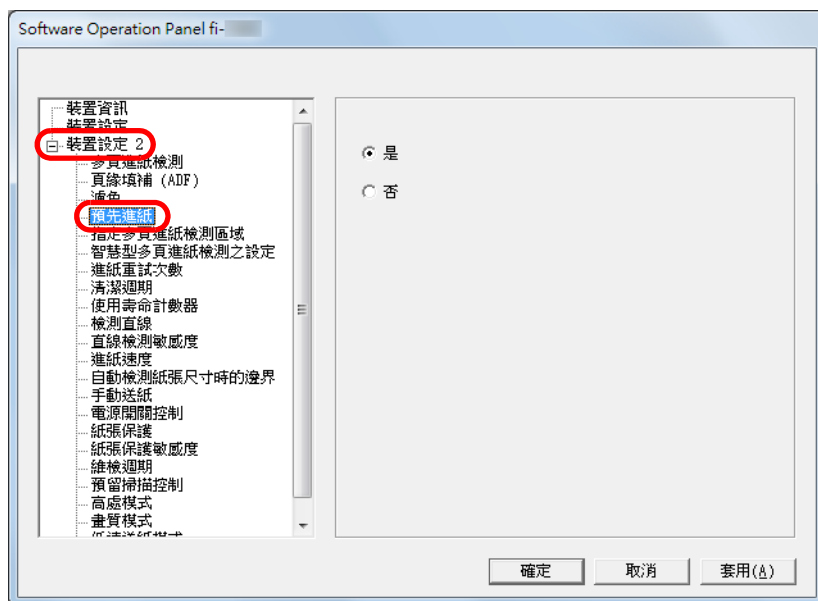 Software Operation Panel fi-
裝置資訊
裝置設定
裝置設定 2
多頁進紙檢測
頁緣填補 (ADF)
濾色
預先進紙
指定多頁進紙檢測區域
智慧型多頁進紙檢測之設定
進紙重試次數
清潔週期
使用壽命計數器
檢測直線
直線檢測敏感度
進紙速度
自動檢測紙張尺寸時的邊界
手動送紙
電源開關控制
紙張保護
紙張保護敏感度
維檢週期
預留掃描控制
高處模式
畫質模式
低速送紙模式
是
否
確定
取消
套用(A)